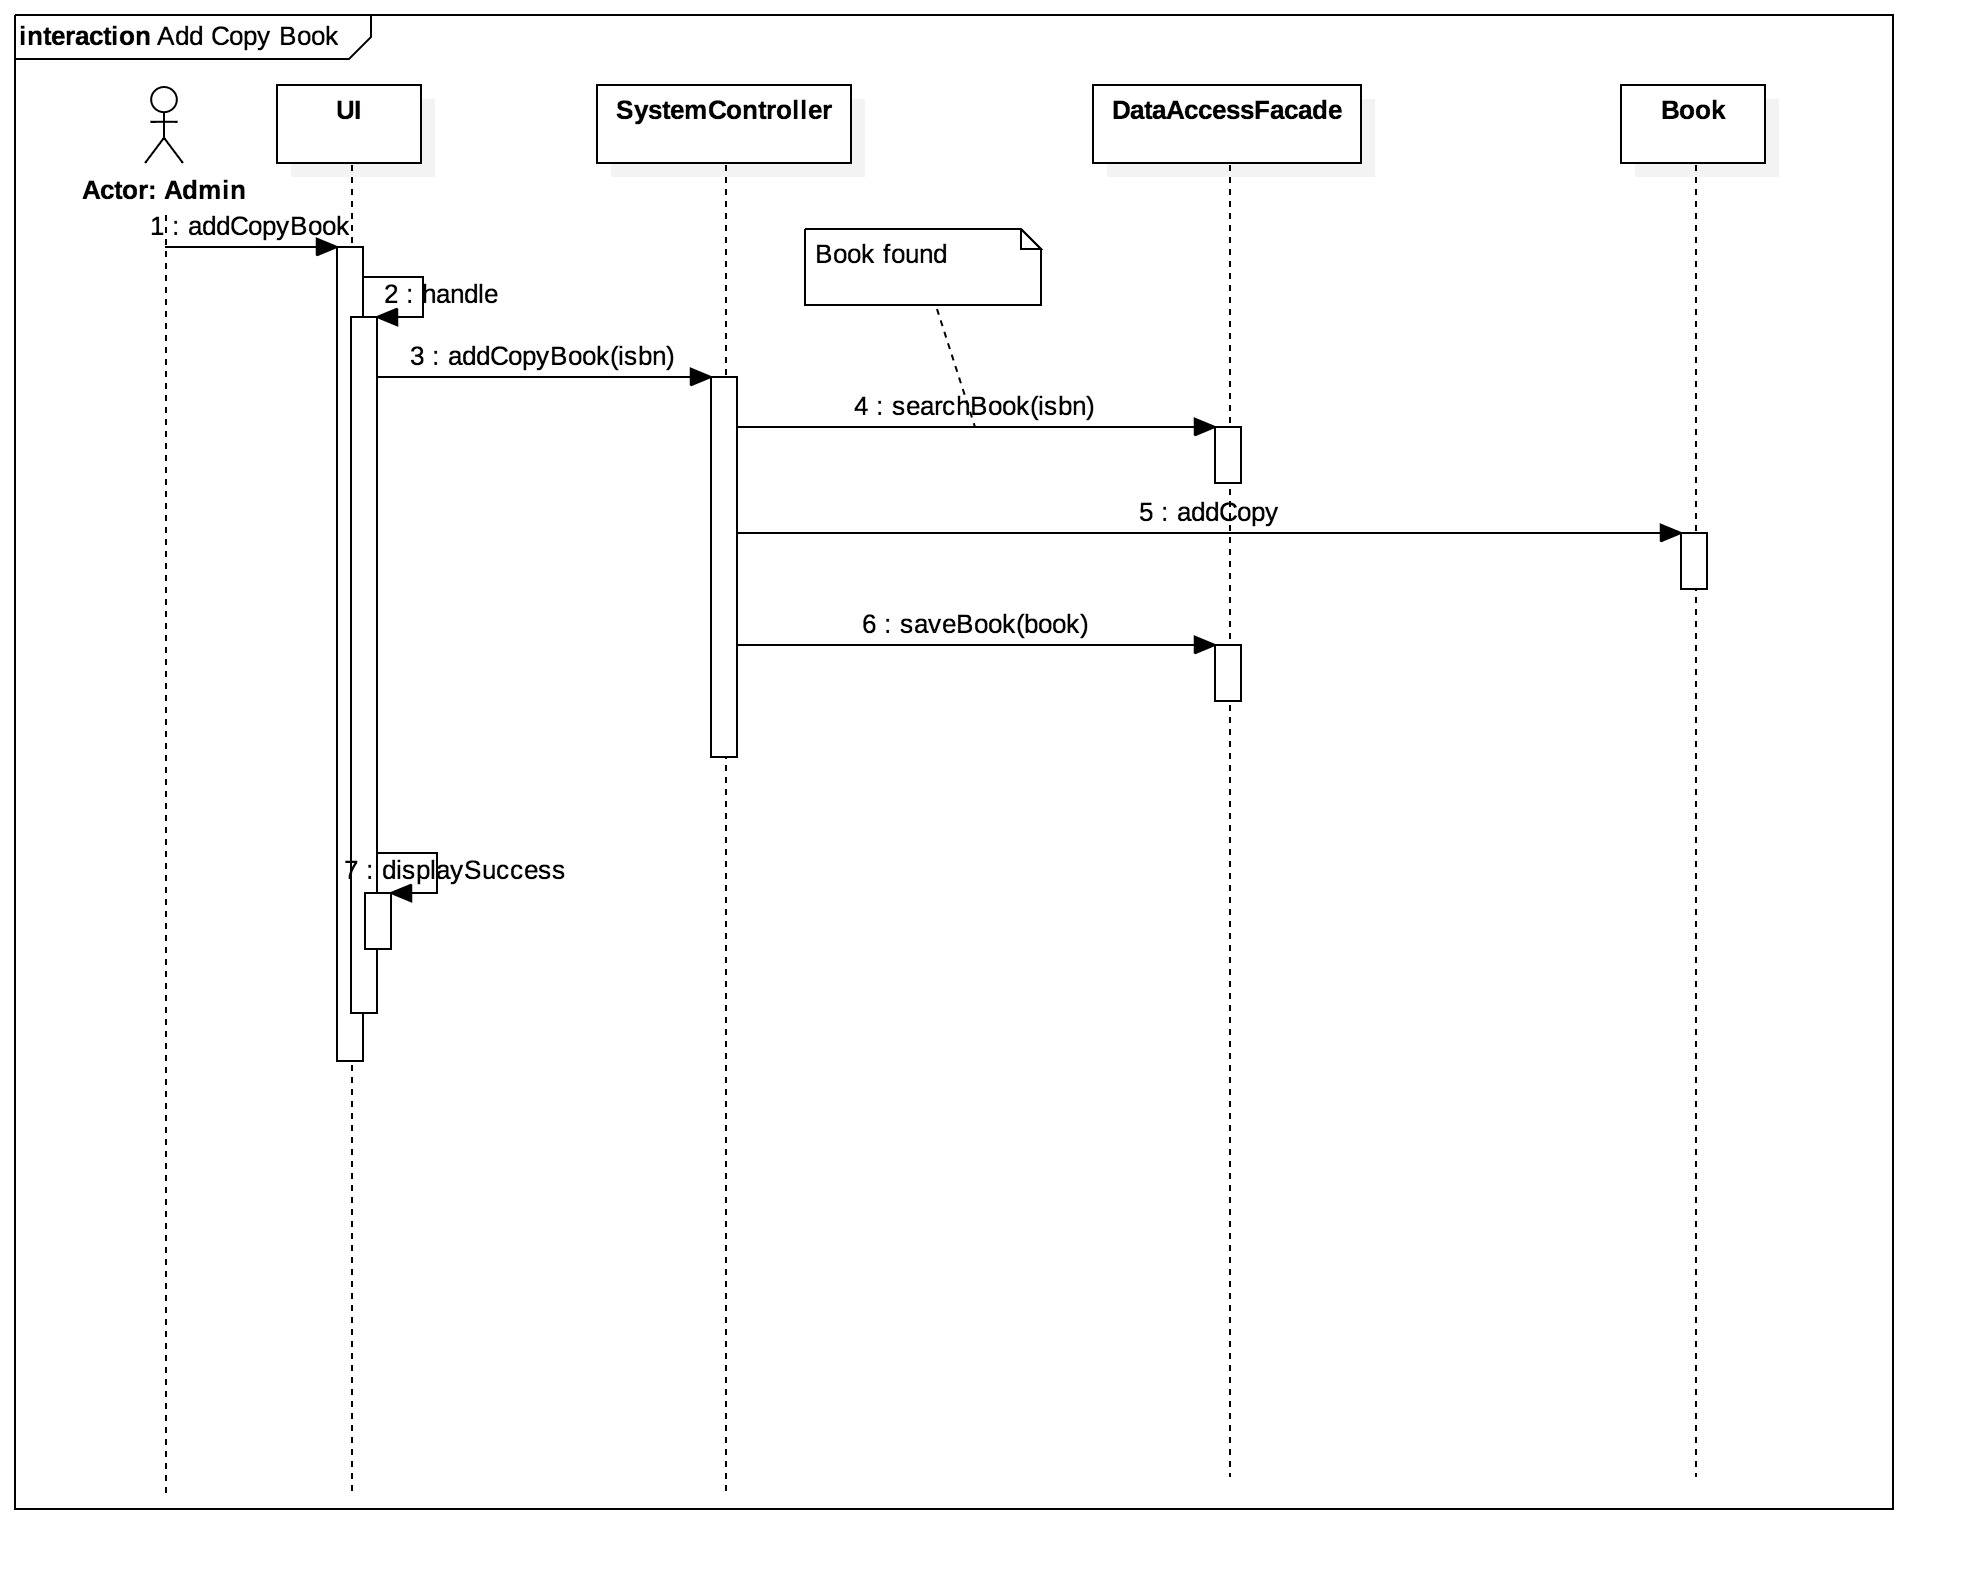 interaction Add Copy Book
UI
SystemController
DataAccessFacade
Book
Actor: Admin
1 : addCopyBook
Book found
2 : handle
3 : addCopyBook(isbn)
4 : searchBook(isbn)
5 : addCopy
6 : saveBook(book)
7 : displaySuccess